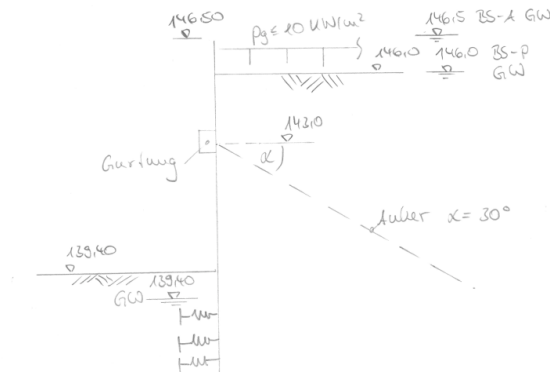 146.50
pg ≤ 10 KN/m²
146,5 BS-A GW
146,0
146,0 BS-P
GW
143,0
Gurtung
α
Anker α = 30°
139,40
139,40
GW